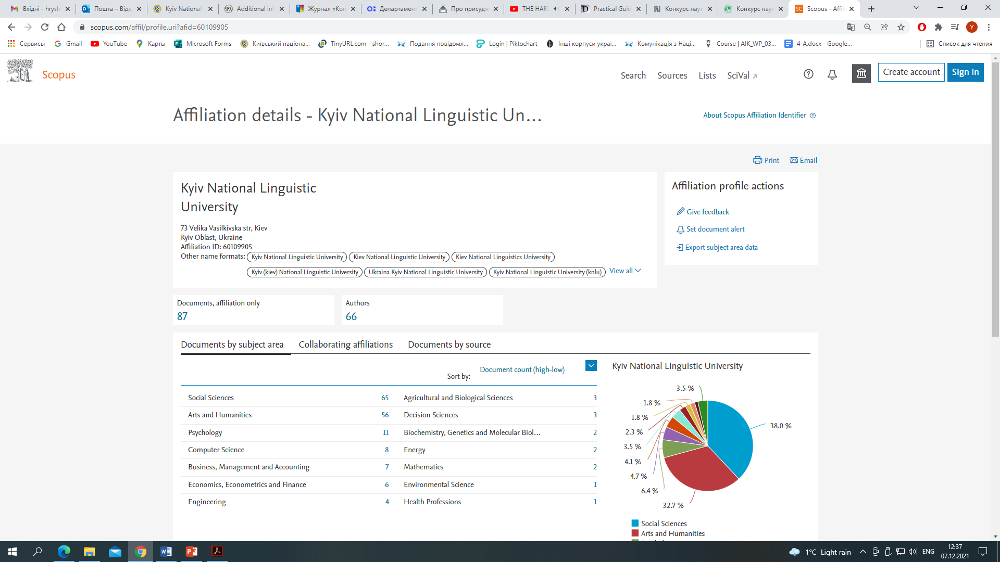 Вхідні - hrysh
Пошта – Відд
Kyiv National
Additional inf
Журнал «Кон
Департамент
Про присудж
THE HARD
Practical Guid
Конкурс наук
Конкурс наук
Scopus - Affil
scopus.com/affil/profile.uri?afid=60109905
Сервисы
Gmail
YouTube
Карты
Microsoft Forms
Київський націона...
TinyURL.com - shor...
Подання повідомл...
Login | Piktochart
Інші корпуси украї...
Комунікація з Наці...
Course | AIK_WP_03...
4-A.docx - Google...
Список для чтения
Scopus
Search
Sources
Lists
SciVal
Create account
Sign in
Affiliation details - Kyiv National Linguistic Un...
About Scopus Affiliation Identifier
Print
Email
Kyiv National Linguistic
University
73 Velika Vasilkivska str, Kiev
Kyiv Oblast, Ukraine
Affiliation ID: 60109905
Other name formats:
Kyiv National Linguistic University
Kiev National Linguistic University
Kiev National Linguistics University
Kyiv (kiev) National Linguistic University
Ukraina Kyiv National Linguistic University
Kyiv National Linguistic University (knlu)
View all
Affiliation profile actions
Give feedback
Set document alert
Export subject area data
Documents, affiliation only
87
Authors
66
Documents by subject area
Collaborating affiliations
Documents by source
Sort by:
Document count (high-low)
Social Sciences 65
Arts and Humanities 56
Psychology 11
Computer Science 8
Business, Management and Accounting 7
Economics, Econometrics and Finance 6
Engineering 4
Agricultural and Biological Sciences 3
Decision Sciences 3
Biochemistry, Genetics and Molecular Biol... 2
Energy 2
Mathematics 2
Environmental Science 1
Health Professions 1
Kyiv National Linguistic University
3.5 %
1.8 %
1.8 %
2.3 %
3.5 %
4.1 %
4.7 %
6.4 %
32.7 %
38.0 %
Social Sciences
Arts and Humanities
1°C Light rain
ENG
12:37
07.12.2021